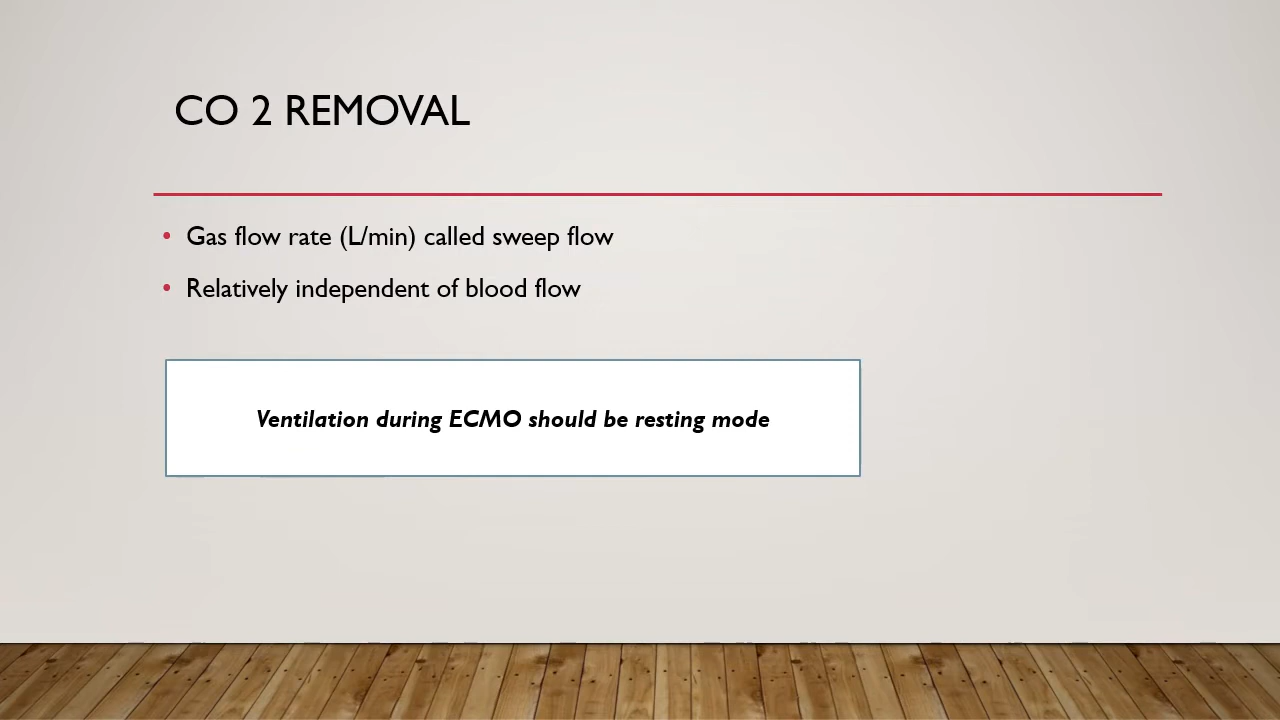 CO 2 REMOVAL
• Gas flow rate (L/min) called sweep flow
• Relatively independent of blood flow
Ventilation during ECMO should be resting mode